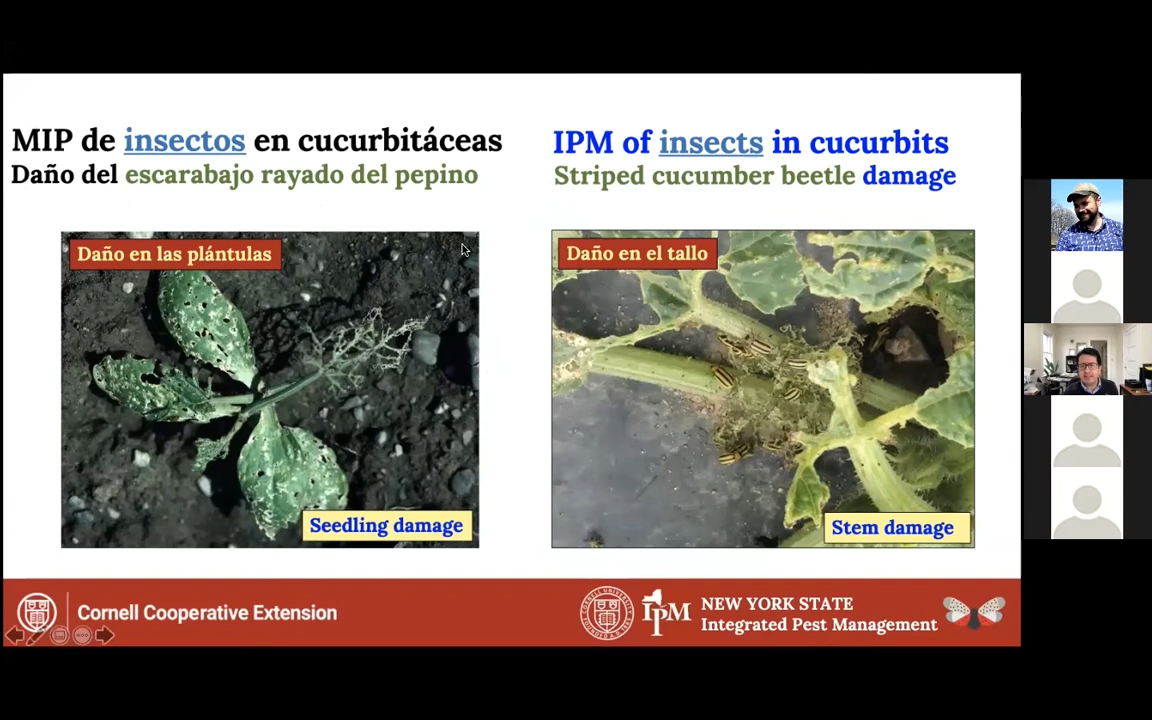 MIP de insectos en cucurbitáceas
Daño del escarabajo rayado del pepino
IPM of insects in cucurbits
Striped cucumber beetle damage
Daño en las plántulas
Seedling damage
Daño en el tallo
Stem damage
Cornell Cooperative Extension
IPM
NEW YORK STATE
Integrated Pest Management